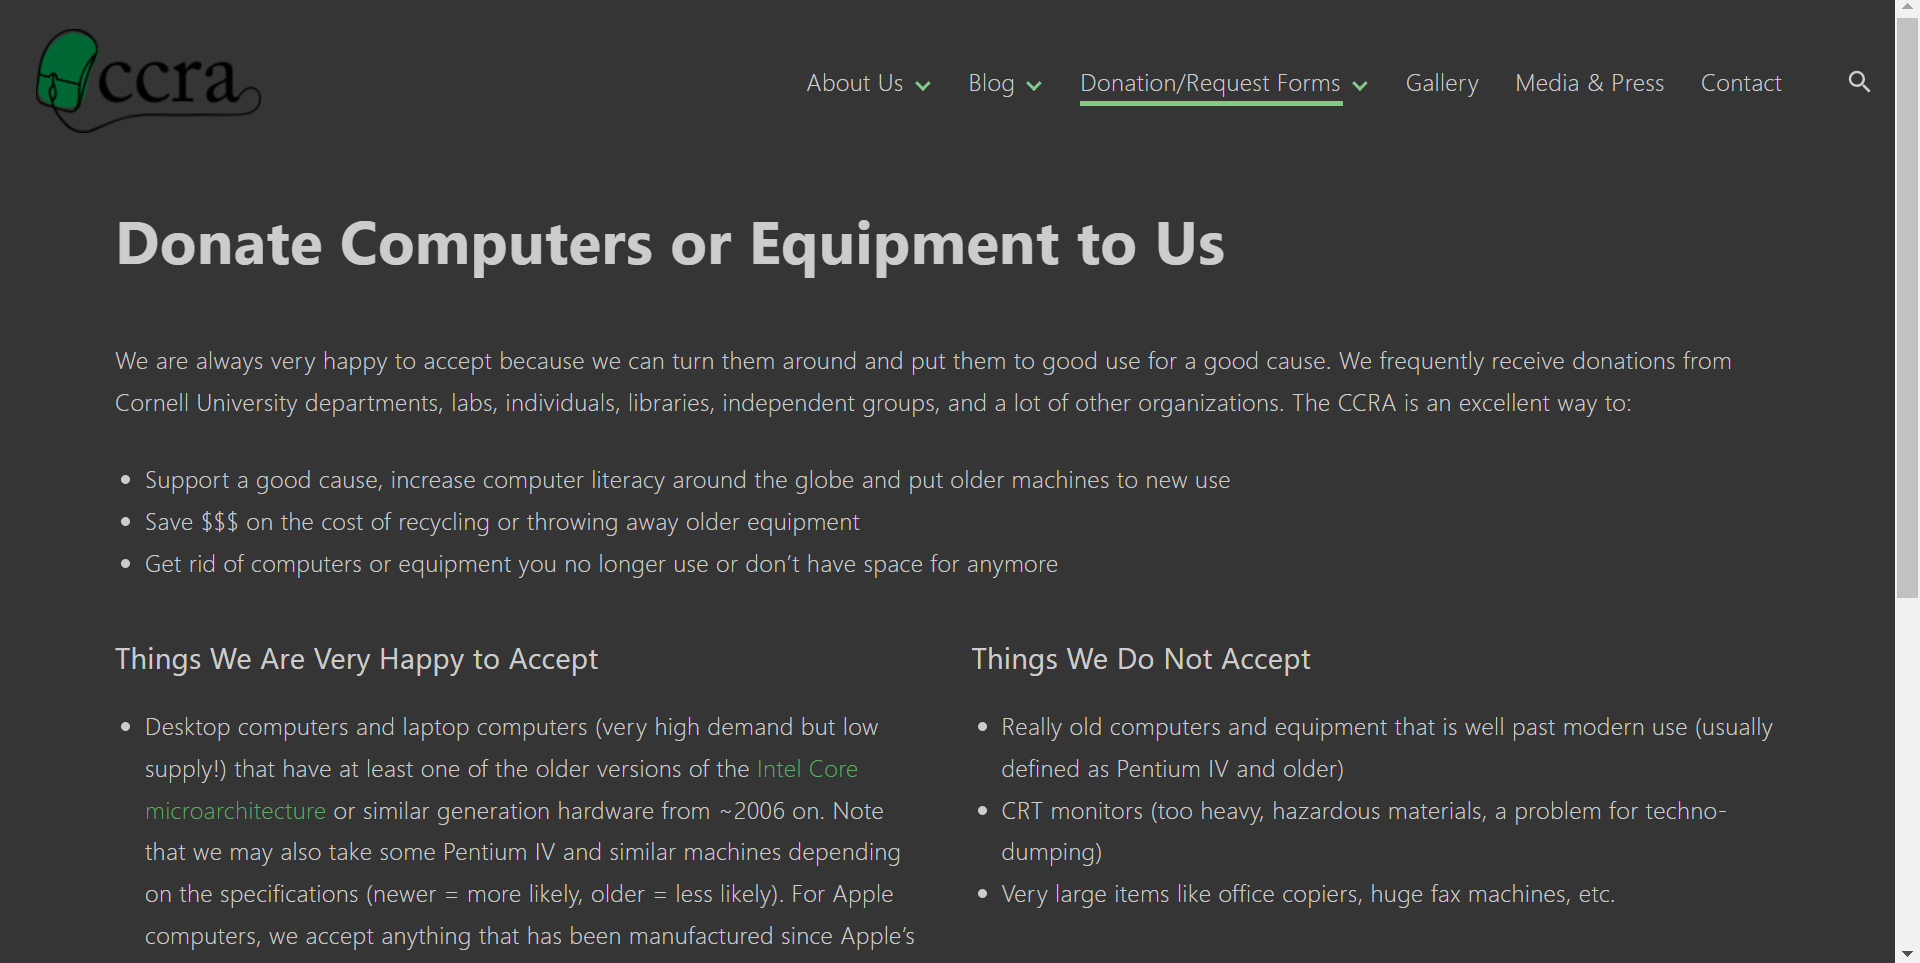 ccra
About Us
Blog
Donation/Request Forms
Gallery
Media & Press
Contact
Donate Computers or Equipment to Us
We are always very happy to accept because we can turn them around and put them to good use for a good cause. We frequently receive donations from
Cornell University departments, labs, individuals, libraries, independent groups, and a lot of other organizations. The CCRA is an excellent way to:
• Support a good cause, increase computer literacy around the globe and put older machines to new use
• Save $$$ on the cost of recycling or throwing away older equipment
• Get rid of computers or equipment you no longer use or don’t have space for anymore
Things We Are Very Happy to Accept
• Desktop computers and laptop computers (very high demand but low
supply!) that have at least one of the older versions of the Intel Core
microarchitecture or similar generation hardware from ~2006 on. Note
that we may also take some Pentium IV and similar machines depending
on the specifications (newer = more likely, older = less likely). For Apple
computers, we accept anything that has been manufactured since Apple’s
Things We Do Not Accept
• Really old computers and equipment that is well past modern use (usually
defined as Pentium IV and older)
• CRT monitors (too heavy, hazardous materials, a problem for techno-
dumping)
• Very large items like office copiers, huge fax machines, etc.